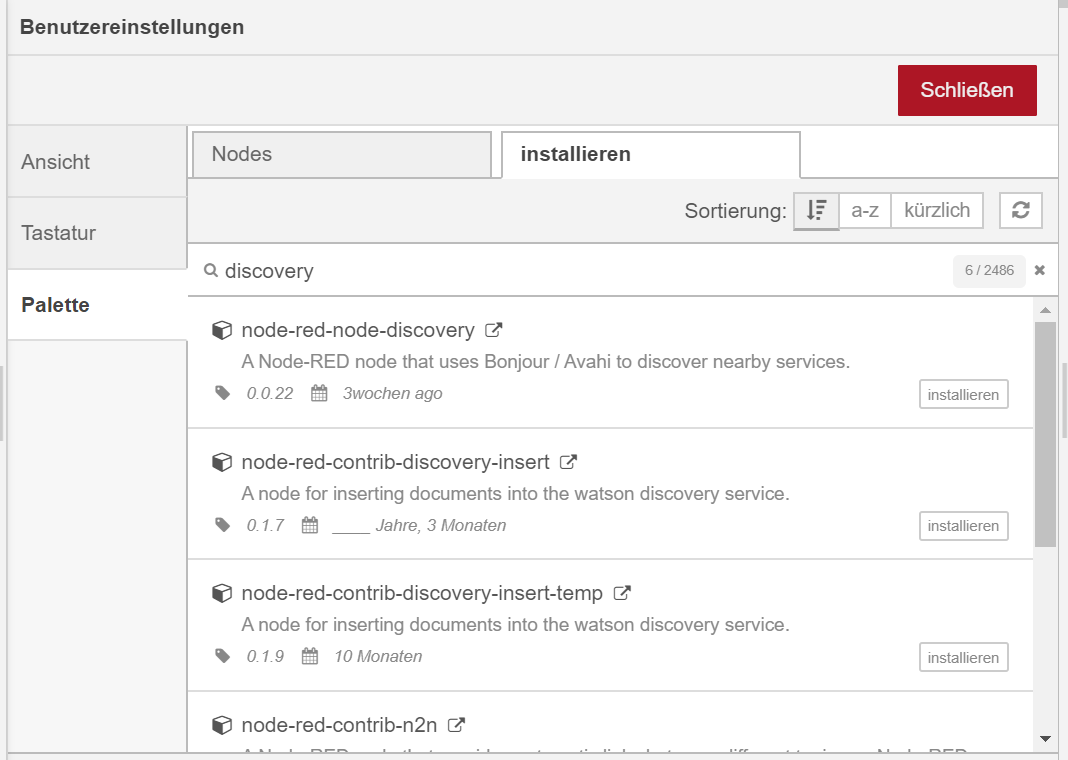 Benutzereinstellungen
Schließen
Ansicht
Tastatur
Palette
Nodes
installieren
Sortierung: a-z kürzlich
discovery 6 / 2486
node-red-node-discovery
A Node-RED node that uses Bonjour / Avahi to discover nearby services.
0.0.22 3wochen ago installieren
node-red-contrib-discovery-insert
A node for inserting documents into the watson discovery service.
0.1.7 ____ Jahre, 3 Monaten installieren
node-red-contrib-discovery-insert-temp
A node for inserting documents into the watson discovery service.
0.1.9 10 Monaten installieren
node-red-contrib-n2n